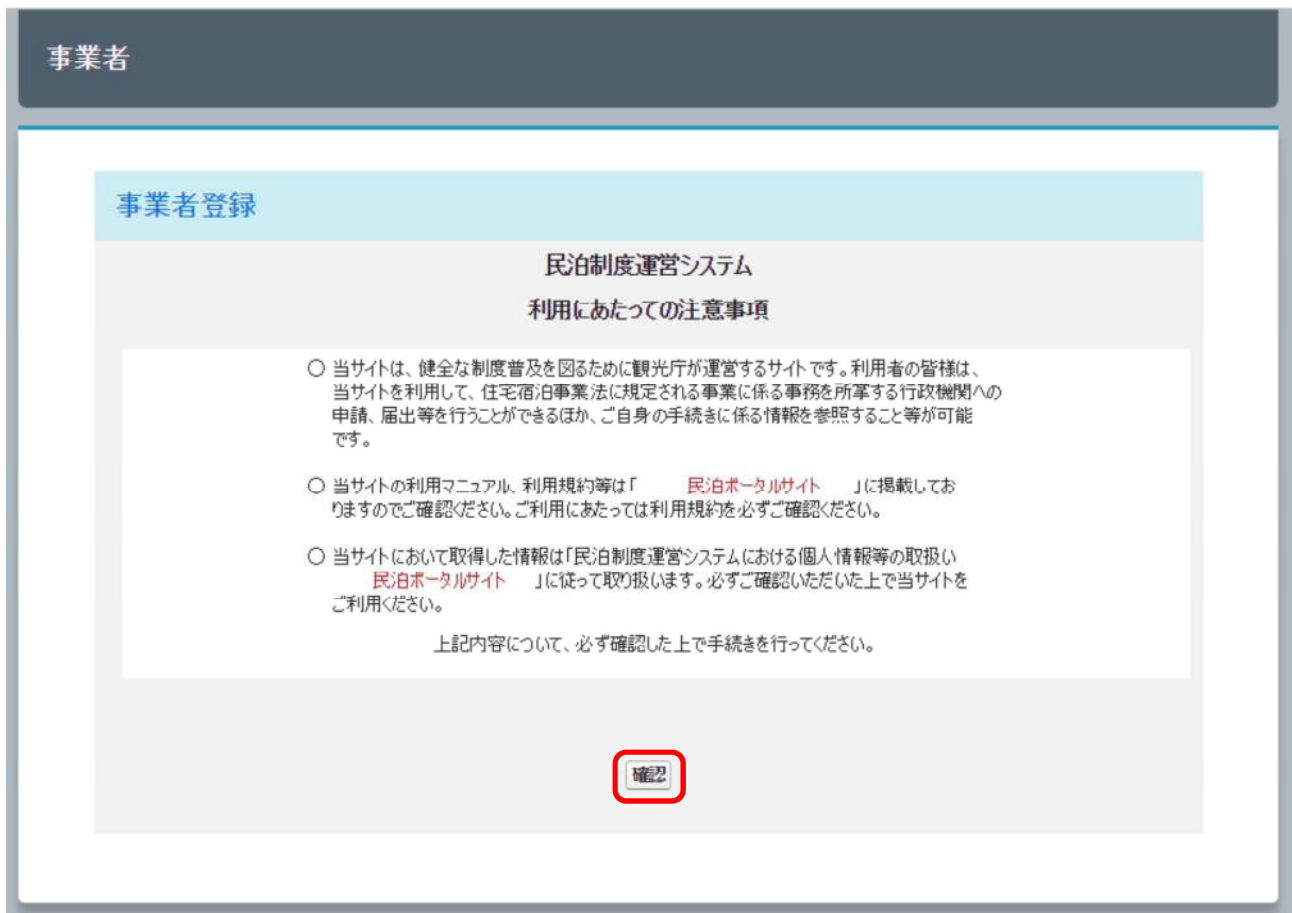 事業者
事業者登録
民泊制度運営システム
利用にあたっての注意事項
○ 当サイトは、健全な制度普及を図るために観光庁が運営するサイトです。利用者の皆様は、
当サイトを利用して、住宅宿泊事業法に規定される事業に係る事務を所掌する行政機関への
申請、届出等を行うことができるほか、ご自身の手続きに係る情報を参照すること等が可能
です。
○ 当サイトの利用マニュアル、利用規約等は「 民泊ポータルサイト 」に掲載してお
りますのでご確認ください。ご利用にあたっては利用規約を必ずご確認ください。
○ 当サイトにおいて取得した情報は「民泊制度運営システムにおける個人情報等の取扱い
民泊ポータルサイト 」に従って取り扱います。必ずご確認いただいた上で当サイトを
ご利用ください。
上記内容について、必ず確認した上で手続きを行ってください。
確認